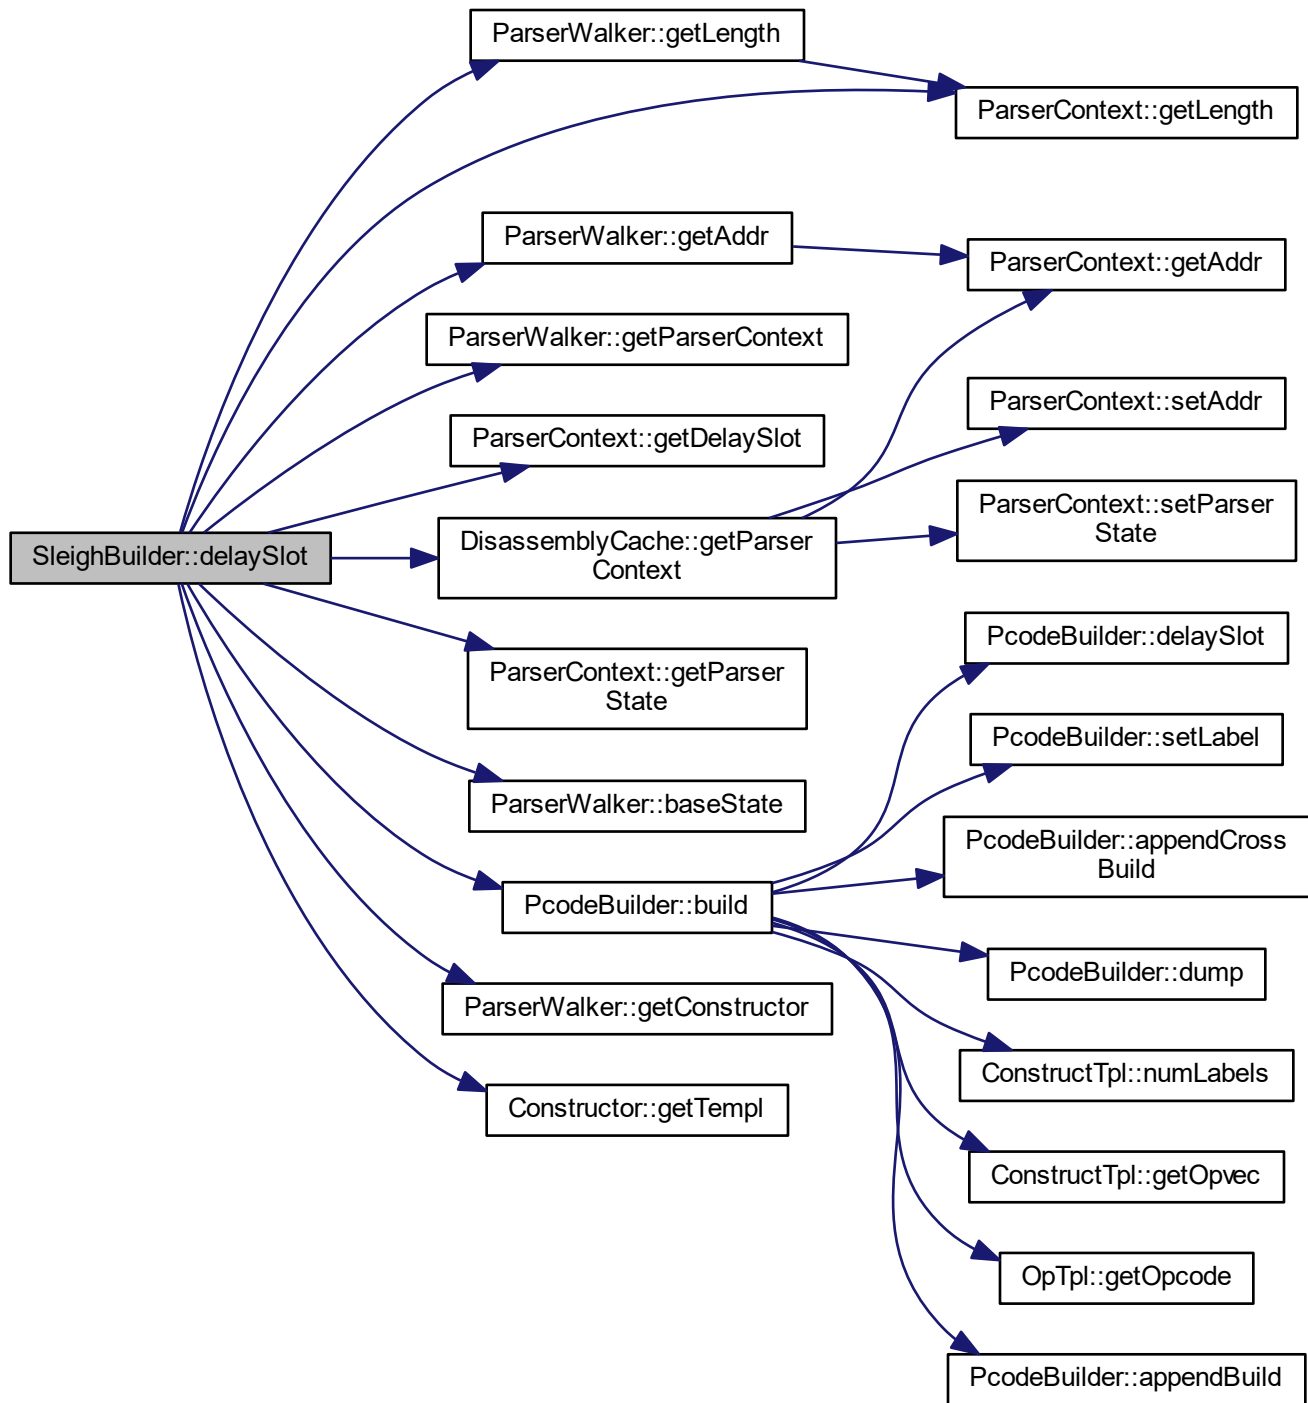 ParserWalker::getLength
ParserContext::getLength
ParserWalker::getAddr
ParserContext::getAddr
ParserWalker::getParserContext
ParserContext::setAddr
ParserContext::getDelaySlot
ParserContext::setParser
State
SleighBuilder::delaySlot
DisassemblyCache::getParser
Context
PcodeBuilder::delaySlot
ParserContext::getParser
State
PcodeBuilder::setLabel
ParserWalker::baseState
PcodeBuilder::appendCross
Build
PcodeBuilder::build
PcodeBuilder::dump
ParserWalker::getConstructor
ConstructTpl::numLabels
Constructor::getTempl
ConstructTpl::getOpvec
OpTpl::getOpcode
PcodeBuilder::appendBuild